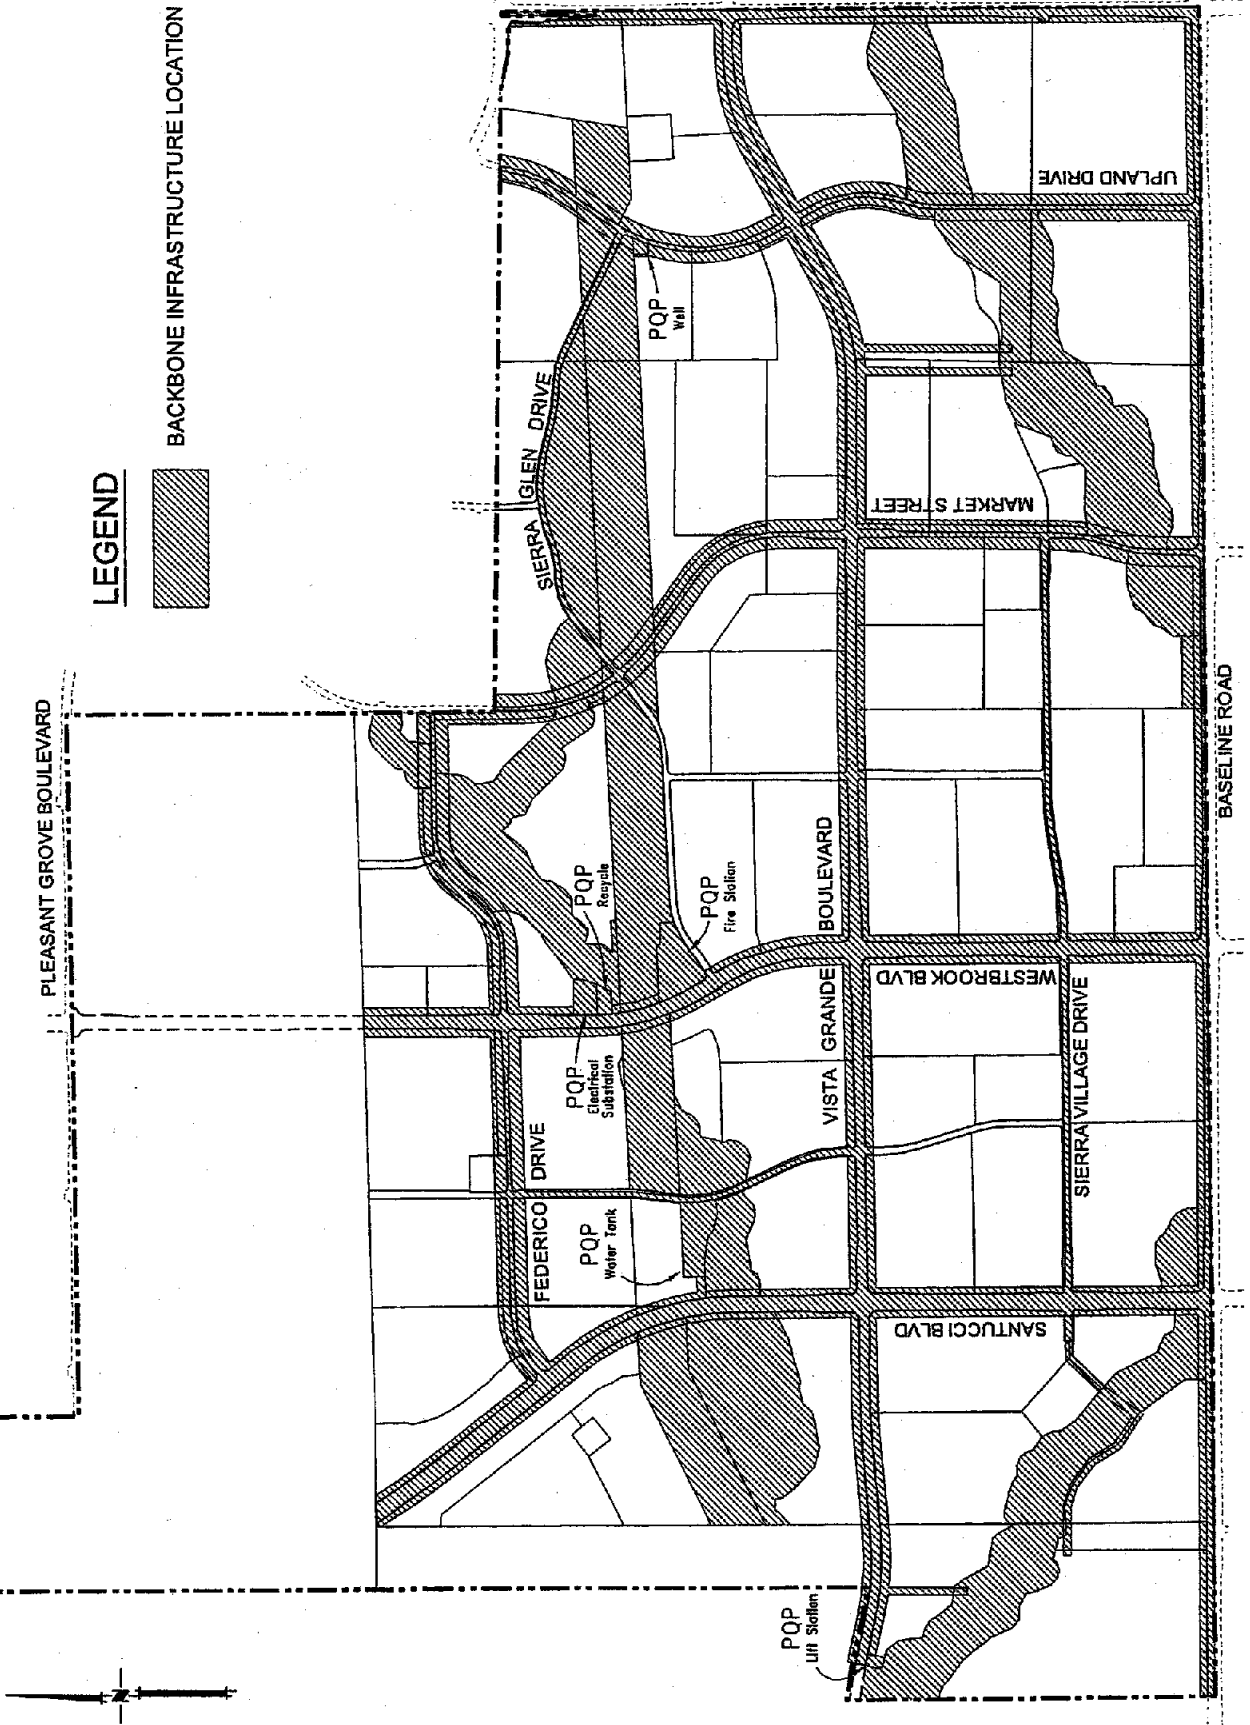 LEGEND
BACKBONE INFRASTRUCTURE LOCATION
PLEASANT GROVE BOULEVARD
SIERRA GLEN DRIVE
UPLAND DRIVE
PQP
Well
MARKET STREET
PQP
Recycle
PQP
Fire Station
PQP
Electrical
Substation
FEDERICO DRIVE
PQP
Water Tank
VISTA GRANDE BOULEVARD
WESTBROOK BLVD
SIERRA VILLAGE DRIVE
SANTUCCI BLVD
BASELINE ROAD
PQP
Lift Station
N